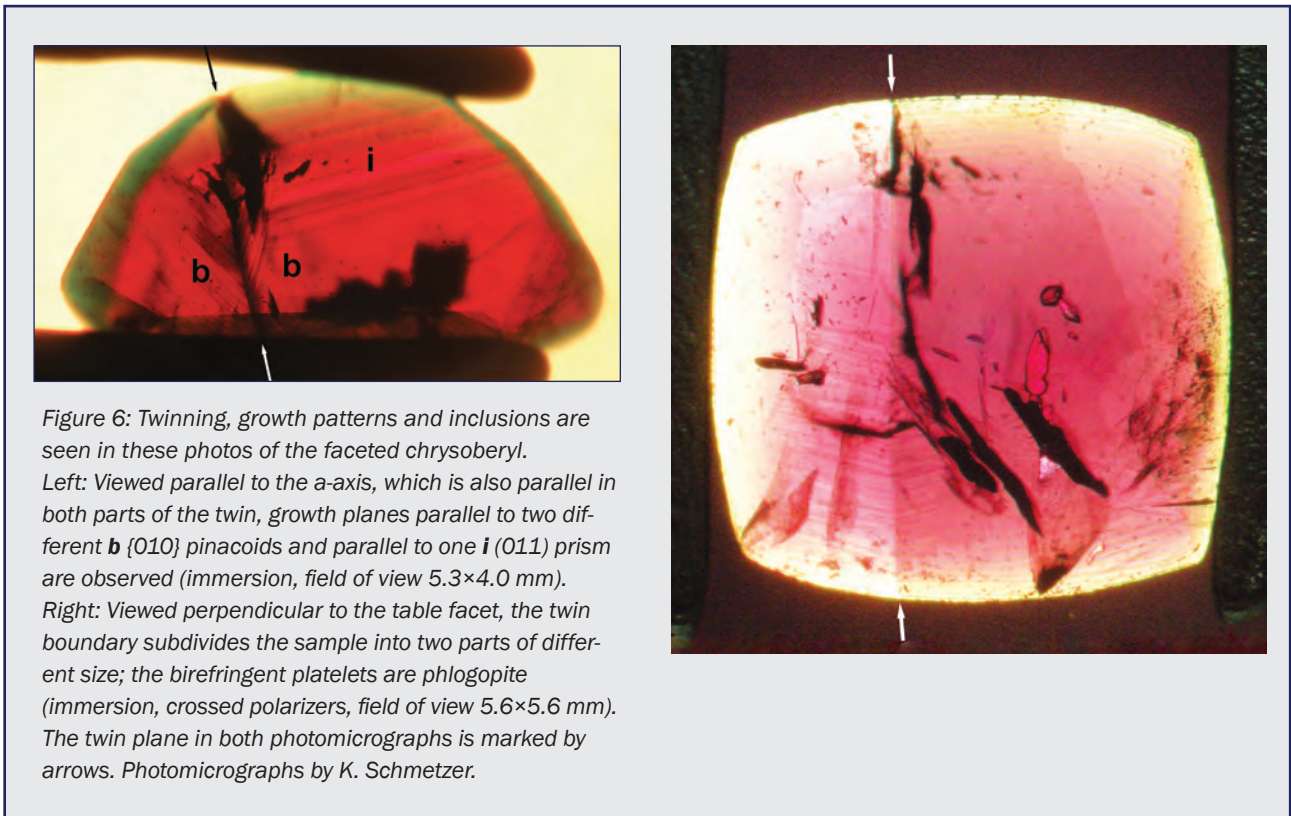 i
b
b
Figure 6: Twinning, growth patterns and inclusions are
seen in these photos of the faceted chrysoberyl.
Left: Viewed parallel to the a-axis, which is also parallel in
both parts of the twin, growth planes parallel to two dif-
ferent b {010} pinacoids and parallel to one i (011) prism
are observed (immersion, field of view 5.3×4.0 mm).
Right: Viewed perpendicular to the table facet, the twin
boundary subdivides the sample into two parts of differ-
ent size; the birefringent platelets are phlogopite
(immersion, crossed polarizers, field of view 5.6×5.6 mm).
The twin plane in both photomicrographs is marked by
arrows. Photomicrographs by K. Schmetzer.